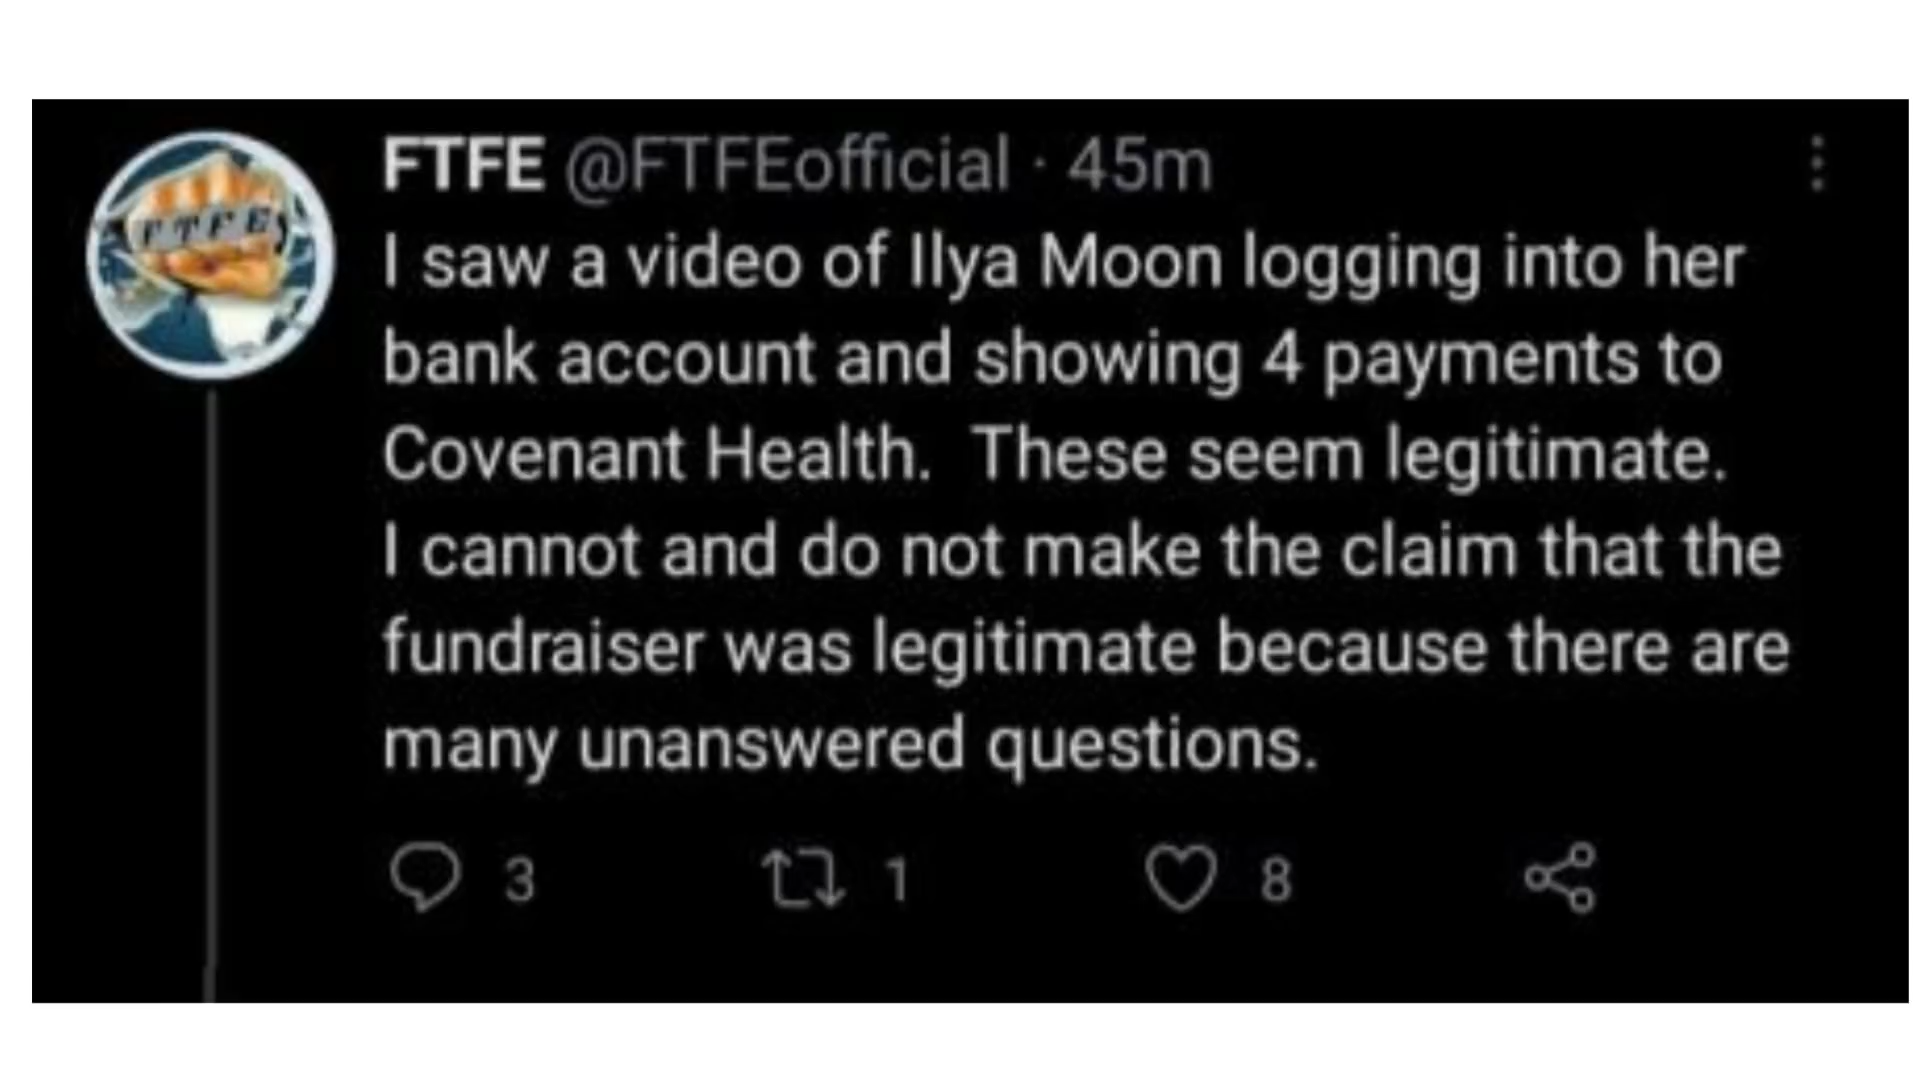 FTFE @FTFEofficial · 45m
FTFE
I saw a video of Ilya Moon logging into her
bank account and showing 4 payments to
Covenant Health.  These seem legitimate.
I cannot and do not make the claim that the
fundraiser was legitimate because there are
many unanswered questions.
3 1 8